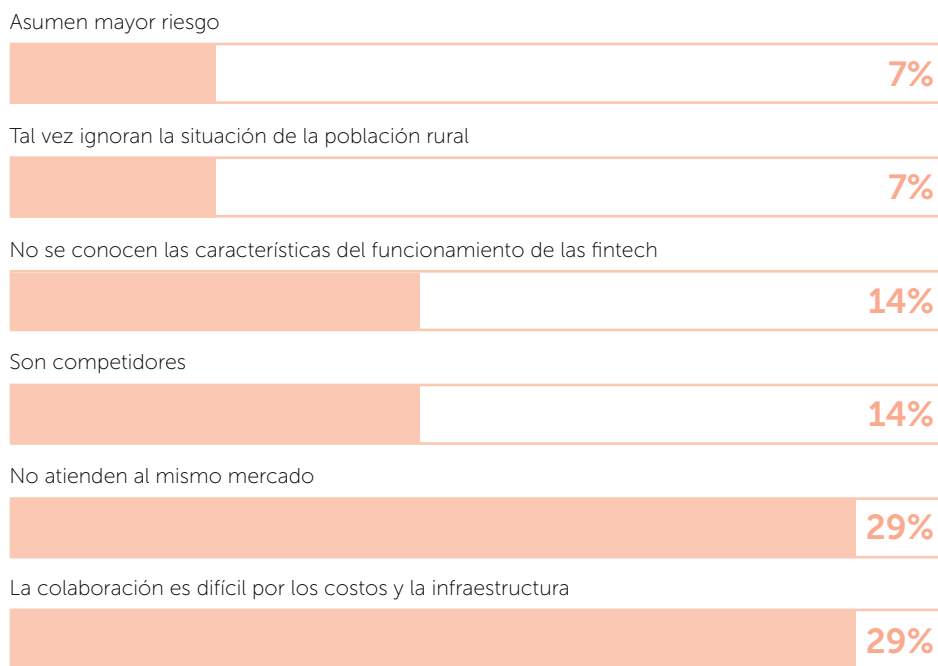 Asumen mayor riesgo
7%
Tal vez ignoran la situación de la población rural
7%
No se conocen las características del funcionamiento de las fintech
14%
Son competidores
14%
No atienden al mismo mercado
29%
La colaboración es difícil por los costos y la infraestructura
29%